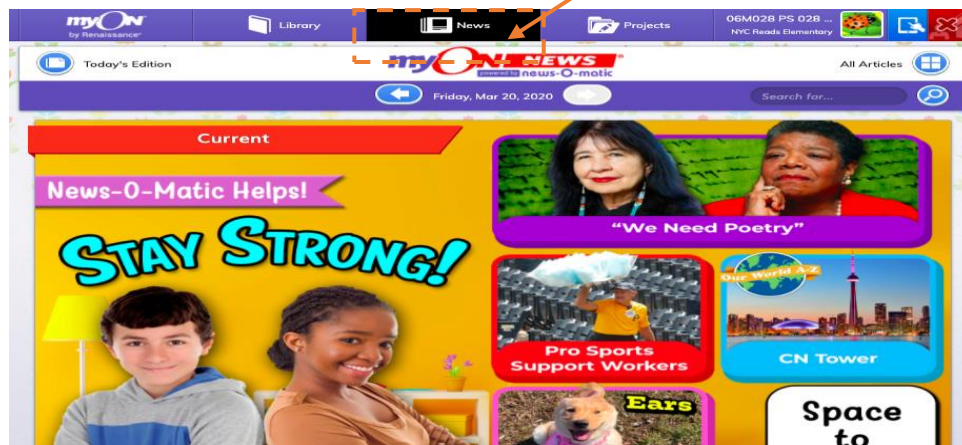 myON
by Renaissance®
Library
News
Projects
06M028 PS 028 ...
NYC Reads Elementary
Today's Edition
myON NEWS
powered by news-O-matic
All Articles
Friday, Mar 20, 2020
Search for...
Current
News-O-Matic Helps!
STAY STRONG!
"We Need Poetry"
Pro Sports
Support Workers
Our World A-Z
CN Tower
Ears
Space
to